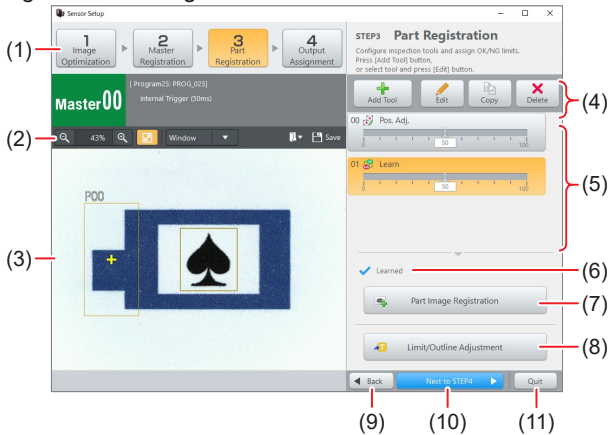 Sensor Setup
1
Image
Optimization
2
Master
Registration
3
Part
Registration
4
Output
Assignment
STEP3 Part Registration
Configure inspection tools and assign OK/NG limits.
Press [Add Tool] button,
or select tool and press [Edit] button.
(1)
Master00
[ Program25: PROG_025]
Internal Trigger (50ms)
Add Tool
Edit
Copy
Delete
(4)
(2)
43%
Window
Save
00 Pos. Adj.
0 50 100
01 Learn
0 50 100
(5)
P00
(3)
Learned
(6)
Part Image Registration
(7)
Limit/Outline Adjustment
(8)
Back
Next to STEP4
Quit
(9)
(10)
(11)